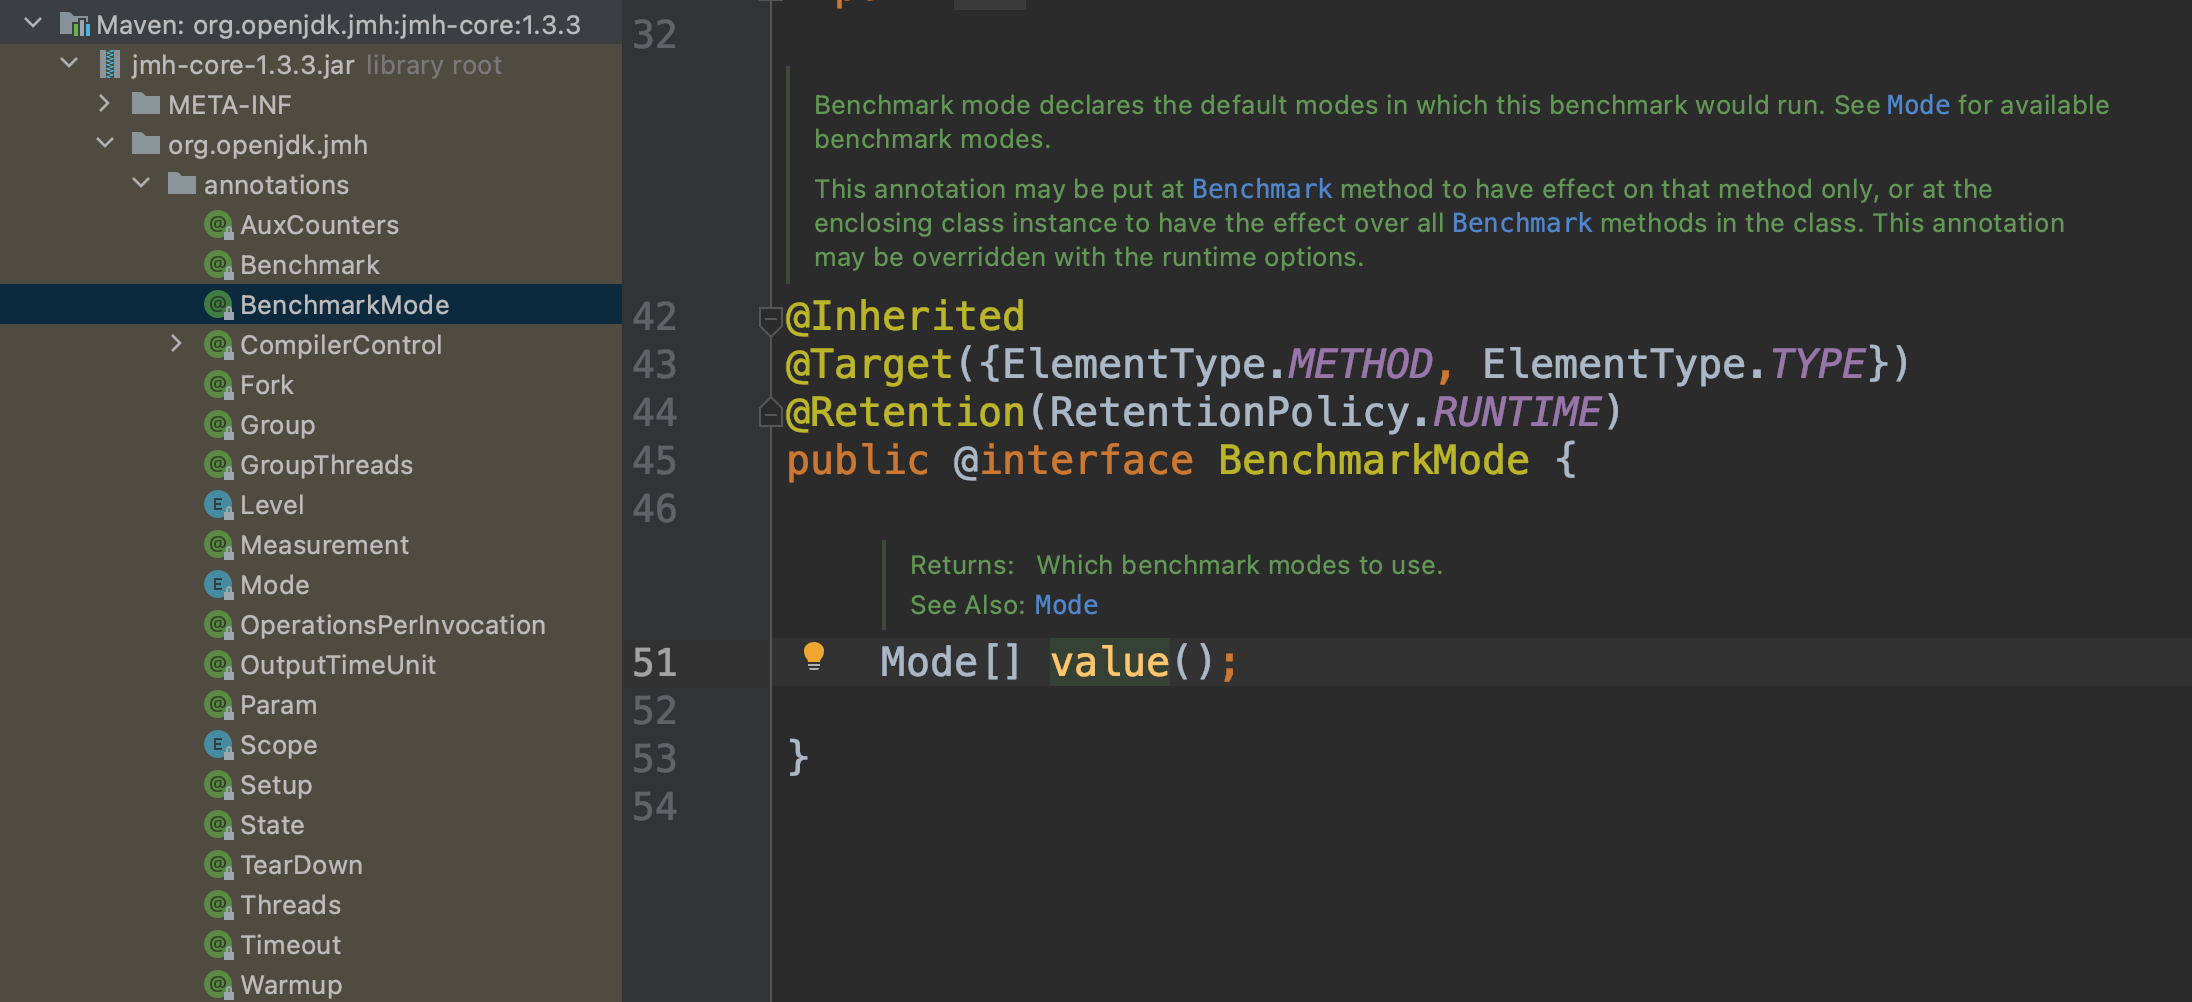 Maven: org.openjdk.jmh:jmh-core:1.3.3
jmh-core-1.3.3.jar library root
META-INF
org.openjdk.jmh
annotations
AuxCounters
Benchmark
BenchmarkMode
CompilerControl
Fork
Group
GroupThreads
Level
Measurement
Mode
OperationsPerInvocation
OutputTimeUnit
Param
Scope
Setup
State
TearDown
Threads
Timeout
Warmup
32
Benchmark mode declares the default modes in which this benchmark would run. See Mode for available
benchmark modes.
This annotation may be put at Benchmark method to have effect on that method only, or at the
enclosing class instance to have the effect over all Benchmark methods in the class. This annotation
may be overridden with the runtime options.
42 @Inherited
43 @Target({ElementType.METHOD, ElementType.TYPE})
44 @Retention(RetentionPolicy.RUNTIME)
45 public @interface BenchmarkMode {
46
Returns: Which benchmark modes to use.
See Also: Mode
51 Mode[] value();
52
53 }
54